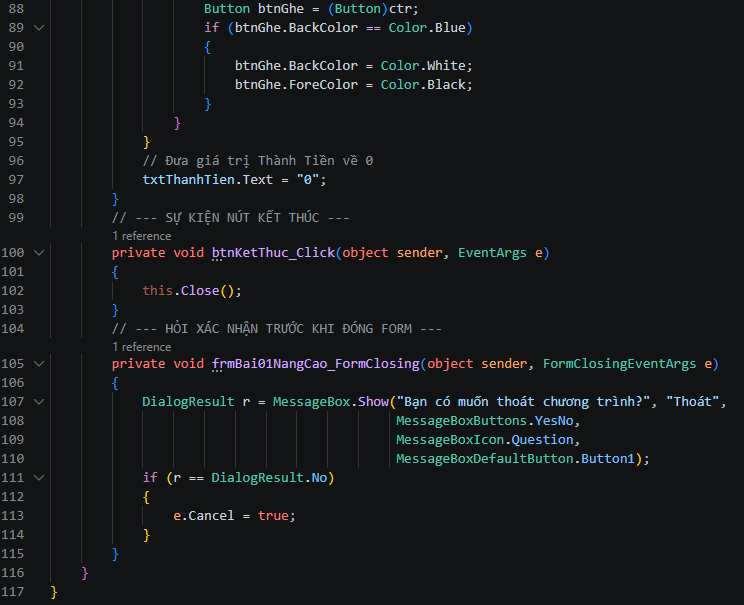 88 Button btnGhe = (Button)ctr;
89 if (btnGhe.BackColor == Color.Blue)
90 {
91 btnGhe.BackColor = Color.White;
92 btnGhe.ForeColor = Color.Black;
93 }
94 }
95 }
96 // Đưa giá trị Thành Tiền về 0
97 txtThanhTien.Text = "0";
98 }
99 // --- SỰ KIỆN NÚT KẾT THÚC ---
1 reference
100 private void btnKetThuc_Click(object sender, EventArgs e)
101 {
102 this.Close();
103 }
104 // --- HỎI XÁC NHẬN TRƯỚC KHI ĐÓNG FORM ---
1 reference
105 private void frmBai01NangCao_FormClosing(object sender, FormClosingEventArgs e)
106 {
107 DialogResult r = MessageBox.Show("Bạn có muốn thoát chương trình?", "Thoát",
108 MessageBoxButtons.YesNo,
109 MessageBoxIcon.Question,
110 MessageBoxDefaultButton.Button1);
111 if (r == DialogResult.No)
112 {
113 e.Cancel = true;
114 }
115 }
116 }
117 }